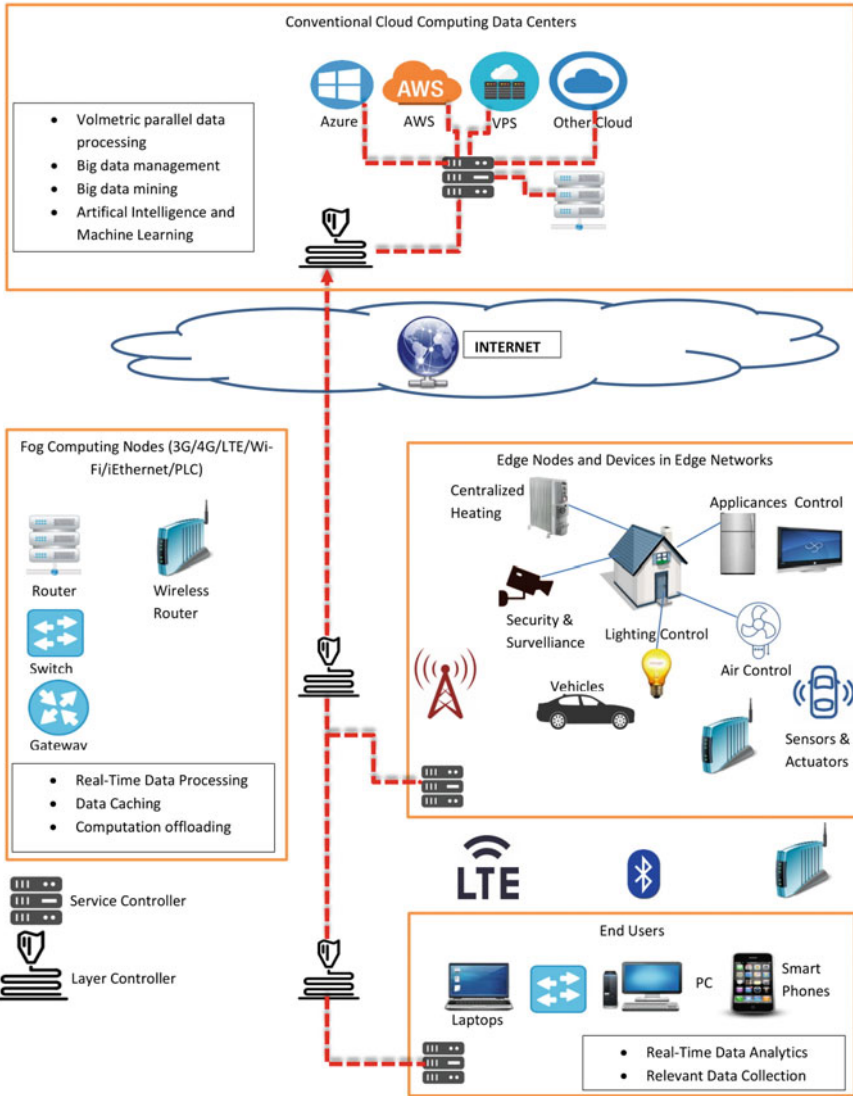 Conventional Cloud Computing Data Centers
Azure
AWS
AWS
VPS
Other Cloud
• Volmetric parallel data
processing
• Big data management
• Big data mining
• Artifical Intelligence and
Machine Learning
INTERNET
Fog Computing Nodes (3G/4G/LTE/Wi-
Fi/iEthernet/PLC)
Router
Wireless
Router
Switch
Gateway
• Real-Time Data Processing
• Data Caching
• Computation offloading
Edge Nodes and Devices in Edge Networks
Centralized
Heating
Applicances Control
Security &
Survelliance
Lighting Control
Air Control
Vehicles
Sensors &
Actuators
Service Controller
Layer Controller
LTE
End Users
Laptops
PC
Smart
Phones
• Real-Time Data Analytics
• Relevant Data Collection